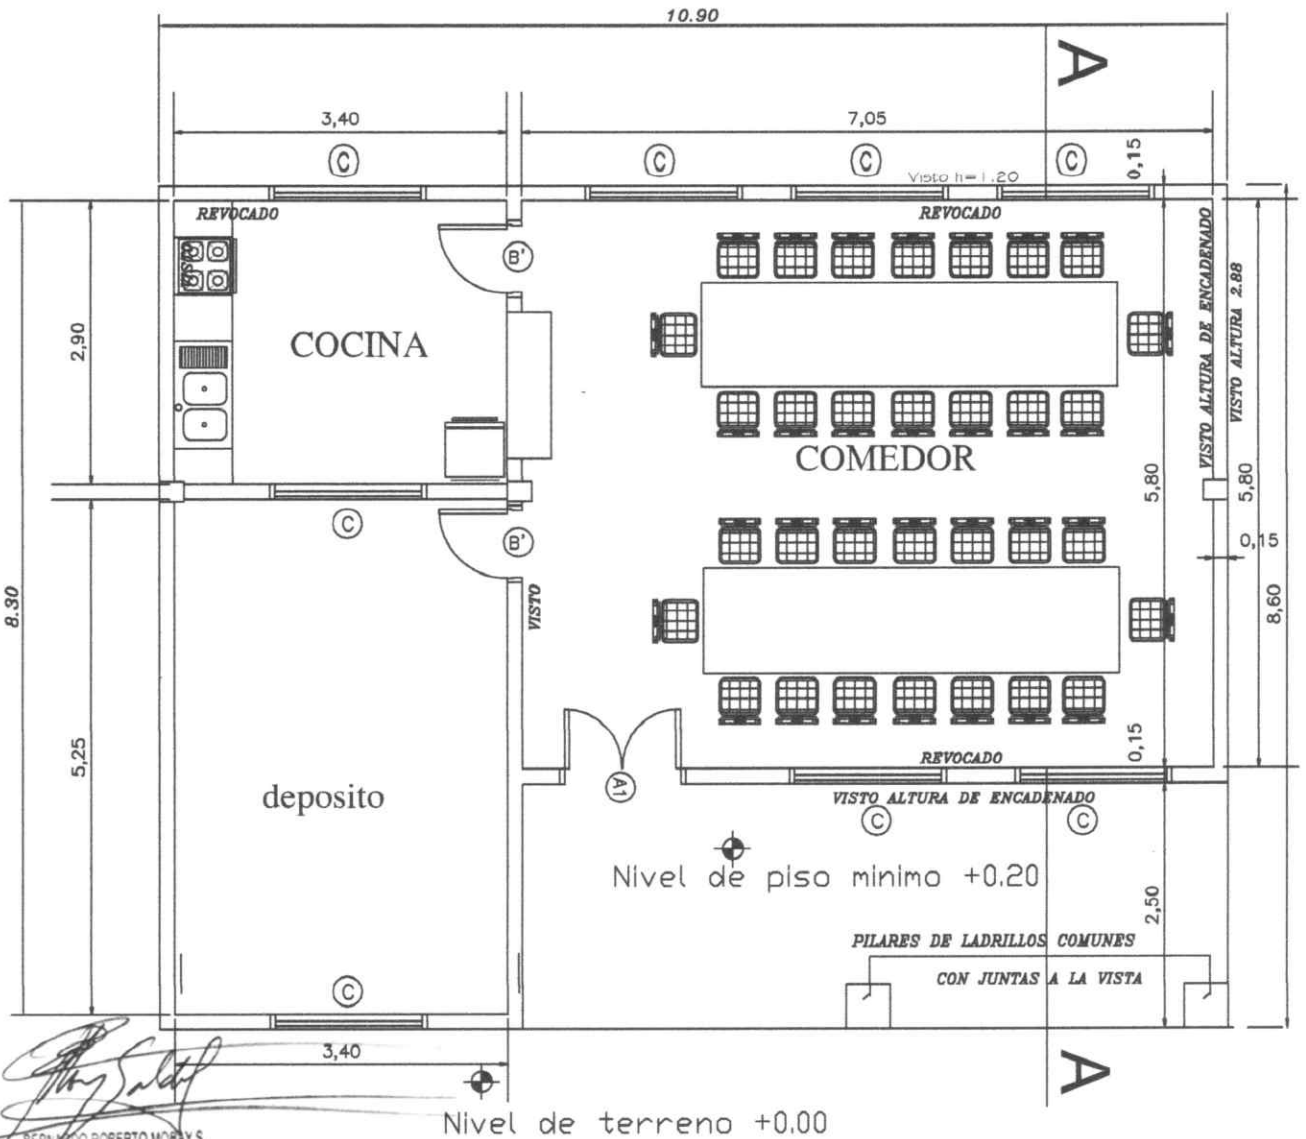 10.90
A
3,40
7,05
C
C
C
C
0,15
Visto h=1.20
REVOCADO
REVOCADO
B'
VISTO ALTURA DE ENCADENADO
VISTO ALTURA 2.88
2,90
COCINA
COMEDOR
5,80
5,80
C
B'
0,15
8.30
VISTO
8,60
5,25
deposito
A1
REVOCADO
0,15
VISTO ALTURA DE ENCADENADO
C
C
Nivel de piso minimo +0.20
2,50
PILARES DE LADRILLOS COMUNES
CON JUNTAS A LA VISTA
C
3,40
A
Nivel de terreno +0.00